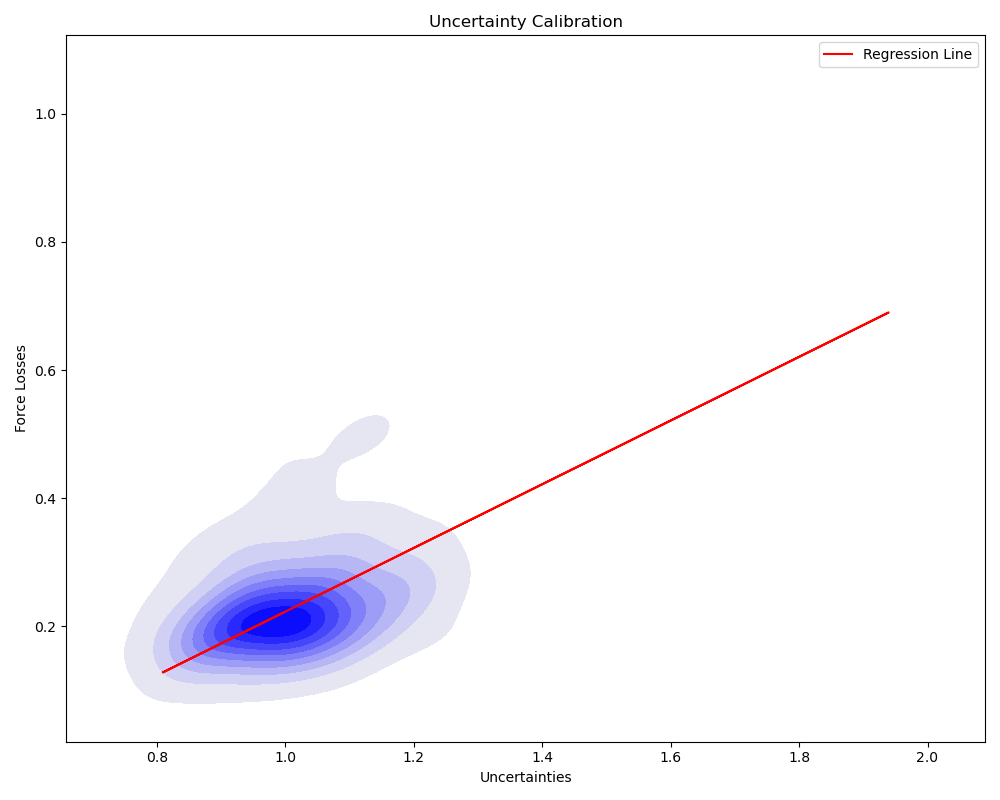 Uncertainty Calibration
Regression Line
1.0
0.8
0.6
0.4
0.2
Force Losses
0.8 1.0 1.2 1.4 1.6 1.8 2.0
Uncertainties